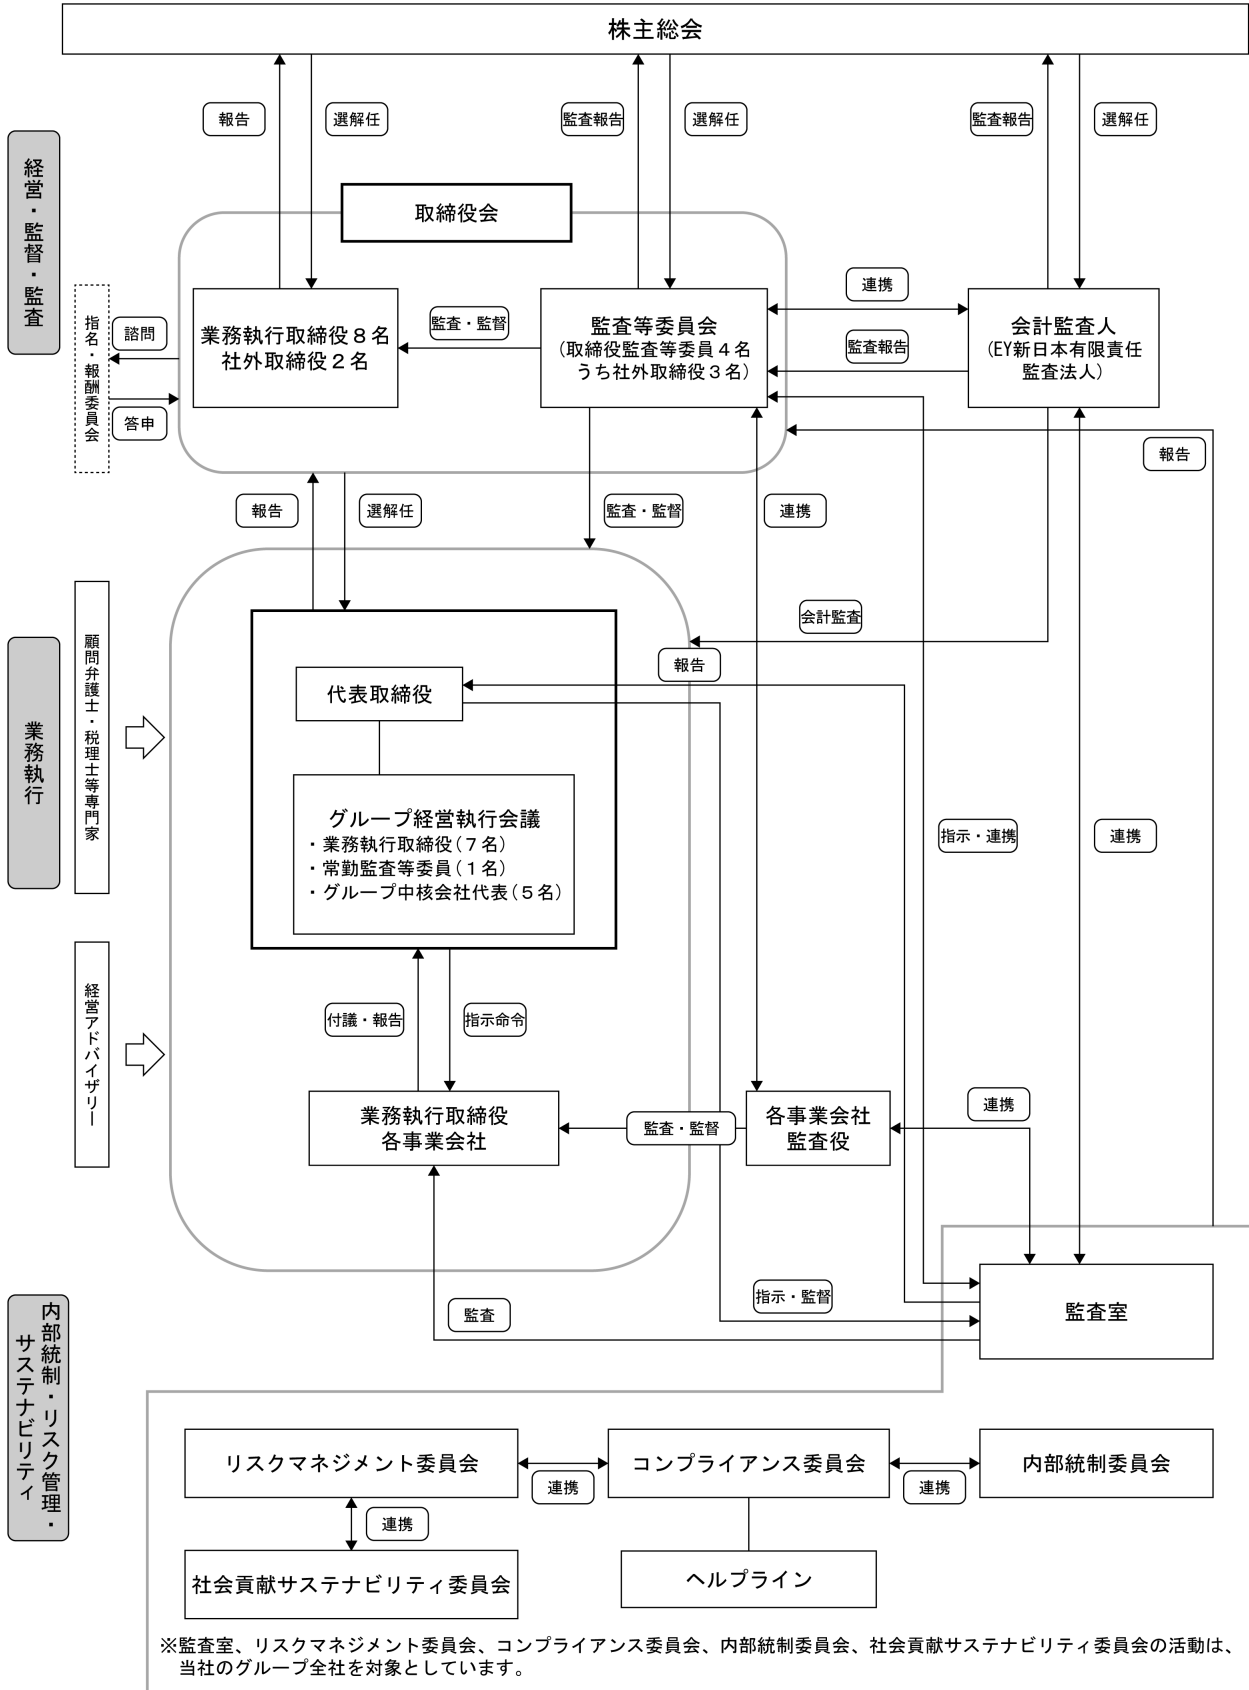 株主総会
報告
選解任
監査報告
選解任
監査報告
選解任
経営・監督・監査
取締役会
指名・報酬委員会
諮問
答申
業務執行取締役８名
社外取締役２名
監査・監督
監査等委員会
(取締役監査等委員４名
うち社外取締役３名)
連携
監査報告
会計監査人
(EY新日本有限責任
監査法人)
報告
報告
選解任
監査・監督
連携
業務執行
顧問弁護士・税理士等専門家
会計監査
報告
代表取締役
グループ経営執行会議
・業務執行取締役(７名)
・常勤監査等委員(１名)
・グループ中核会社代表(５名)
指示・連携
連携
経営アドバイザリー
付議・報告
指示命令
業務執行取締役
各事業会社
監査・監督
各事業会社
監査役
連携
内部統制・リスク管理・
サステナビリティ
監査
指示・監督
監査室
リスクマネジメント委員会
連携
コンプライアンス委員会
連携
内部統制委員会
連携
社会貢献サステナビリティ委員会
ヘルプライン
※監査室、リスクマネジメント委員会、コンプライアンス委員会、内部統制委員会、社会貢献サステナビリティ委員会の活動は、
当社のグループ全社を対象としています。